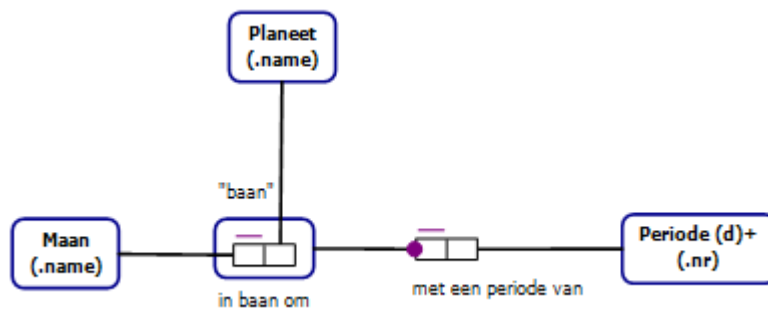 Planeet
(.name)
"baan"
Maan
(.name)
in baan om
met een periode van
Periode (d)+
(.nr)